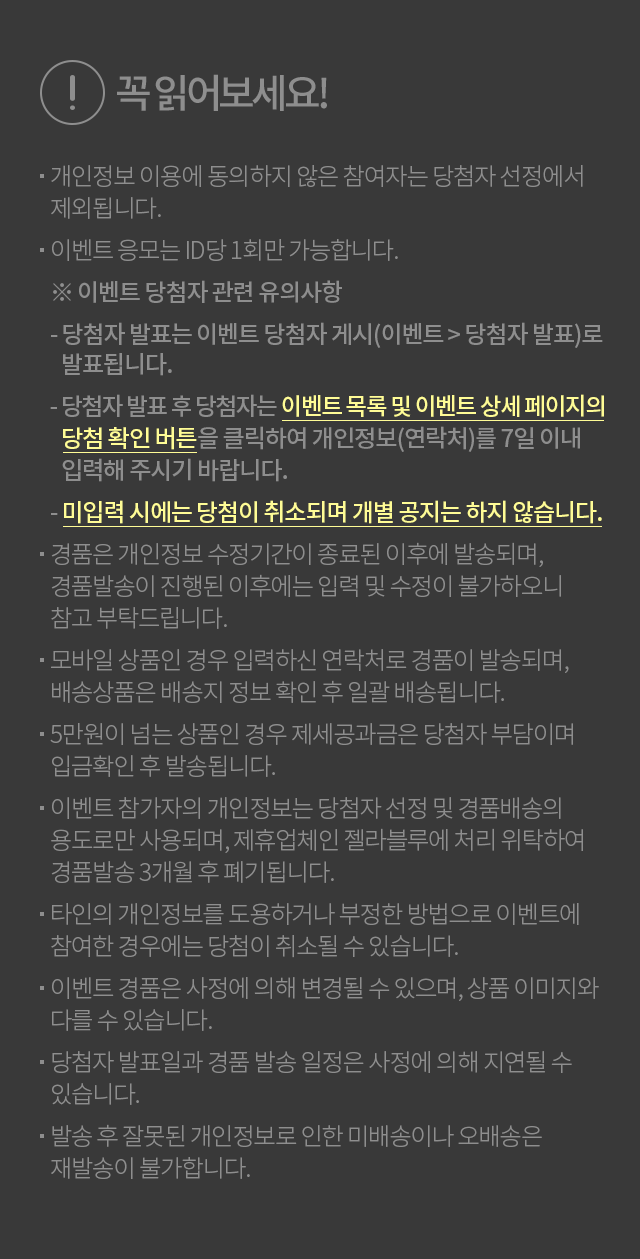 꼭 읽어보세요!
· 개인정보 이용에 동의하지 않은 참여자는 당첨자 선정에서
제외됩니다.
· 이벤트 응모는 ID당 1회만 가능합니다.
※ 이벤트 당첨자 관련 유의사항
- 당첨자 발표는 이벤트 당첨자 게시(이벤트 > 당첨자 발표)로
발표됩니다.
- 당첨자 발표 후 당첨자는 이벤트 목록 및 이벤트 상세 페이지의
당첨 확인 버튼을 클릭하여 개인정보(연락처)를 7일 이내
입력해 주시기 바랍니다.
- 미입력 시에는 당첨이 취소되며 개별 공지는 하지 않습니다.
· 경품은 개인정보 수정기간이 종료된 이후에 발송되며,
경품발송이 진행된 이후에는 입력 및 수정이 불가하오니
참고 부탁드립니다.
· 모바일 상품인 경우 입력하신 연락처로 경품이 발송되며,
배송상품은 배송지 정보 확인 후 일괄 배송됩니다.
· 5만원이 넘는 상품인 경우 제세공과금은 당첨자 부담이며
입금확인 후 발송됩니다.
· 이벤트 참가자의 개인정보는 당첨자 선정 및 경품배송의
용도로만 사용되며, 제휴업체인 젤라블루에 처리 위탁하여
경품발송 3개월 후 폐기됩니다.
· 타인의 개인정보를 도용하거나 부정한 방법으로 이벤트에
참여한 경우에는 당첨이 취소될 수 있습니다.
· 이벤트 경품은 사정에 의해 변경될 수 있으며, 상품 이미지와
다를 수 있습니다.
· 당첨자 발표일과 경품 발송 일정은 사정에 의해 지연될 수
있습니다.
· 발송 후 잘못된 개인정보로 인한 미배송이나 오배송은
재발송이 불가합니다.